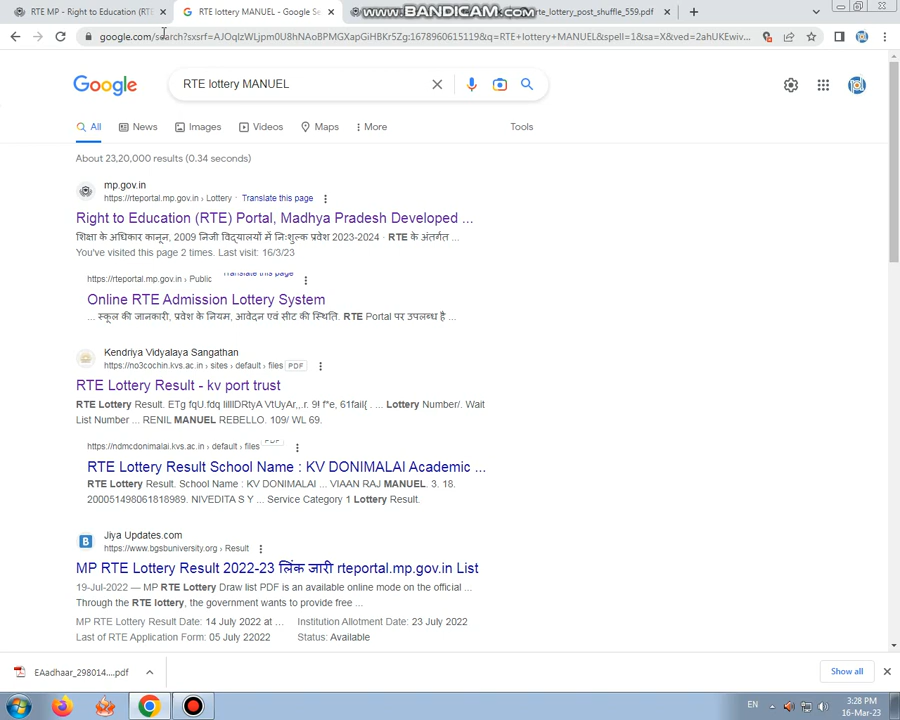 RTE MP - Right to Education (RTE
RTE lottery MANUEL - Google Se
www.BANDICAM.com
rte_lottery_post_shuffle_559.pdf
google.com/search?sxsrf=AJOqlzWLjpm0U8hNAoBPMGXapGiHBKr5Zg:1678960615119&q=RTE+lottery+MANUEL&spell=1&sa=X&ved=2ahUKEwiv...
Google
RTE lottery MANUEL
All News Images Videos Maps More Tools
About 23,20,000 results (0.34 seconds)
mp.gov.in
https://rteportal.mp.gov.in › Lottery · Translate this page
Right to Education (RTE) Portal, Madhya Pradesh Developed ...
शिक्षा के अधिकार कानून, 2009 निजी विद्यालयों में निःशुल्क प्रवेश 2023-2024 · RTE के अंतर्गत ...
You've visited this page 2 times. Last visit: 16/3/23
https://rteportal.mp.gov.in › Public Translate this page
Online RTE Admission Lottery System
... स्कूल की जानकारी, प्रवेश के नियम, आवेदन एवं सीट की स्थिति. RTE Portal पर उपलब्ध है ...
Kendriya Vidyalaya Sangathan
https://no3cochin.kvs.ac.in › sites › default › files PDF
RTE Lottery Result - kv port trust
RTE Lottery Result. ETg fqU.fdq IilIIDRtyA VtUyAr,,.r. 9! f*e, 61fail{ . ... Lottery Number/. Wait
List Number ... RENIL MANUEL REBELLO. 109/ WL 69.
https://ndmcdonimalai.kvs.ac.in › default › files
RTE Lottery Result School Name : KV DONIMALAI Academic ...
RTE Lottery Result. School Name : KV DONIMALAI ... VIAAN RAJ MANUEL. 3. 18.
200051498061818989. NIVEDITA S Y ... Service Category 1 Lottery Result.
Jiya Updates.com
https://www.bgsbuniversity.org › Result
MP RTE Lottery Result 2022-23 लिंक जारी rteportal.mp.gov.in List
19-Jul-2022 — MP RTE Lottery Draw list PDF is an available online mode on the official ...
Through the RTE lottery, the government wants to provide free ...
MP RTE Lottery Result Date: 14 July 2022 at ... Institution Allotment Date: 23 July 2022
Last of RTE Application Form: 05 July 22022 Status: Available
EAadhaar_298014....pdf
Show all
EN
3:28 PM
16-Mar-23